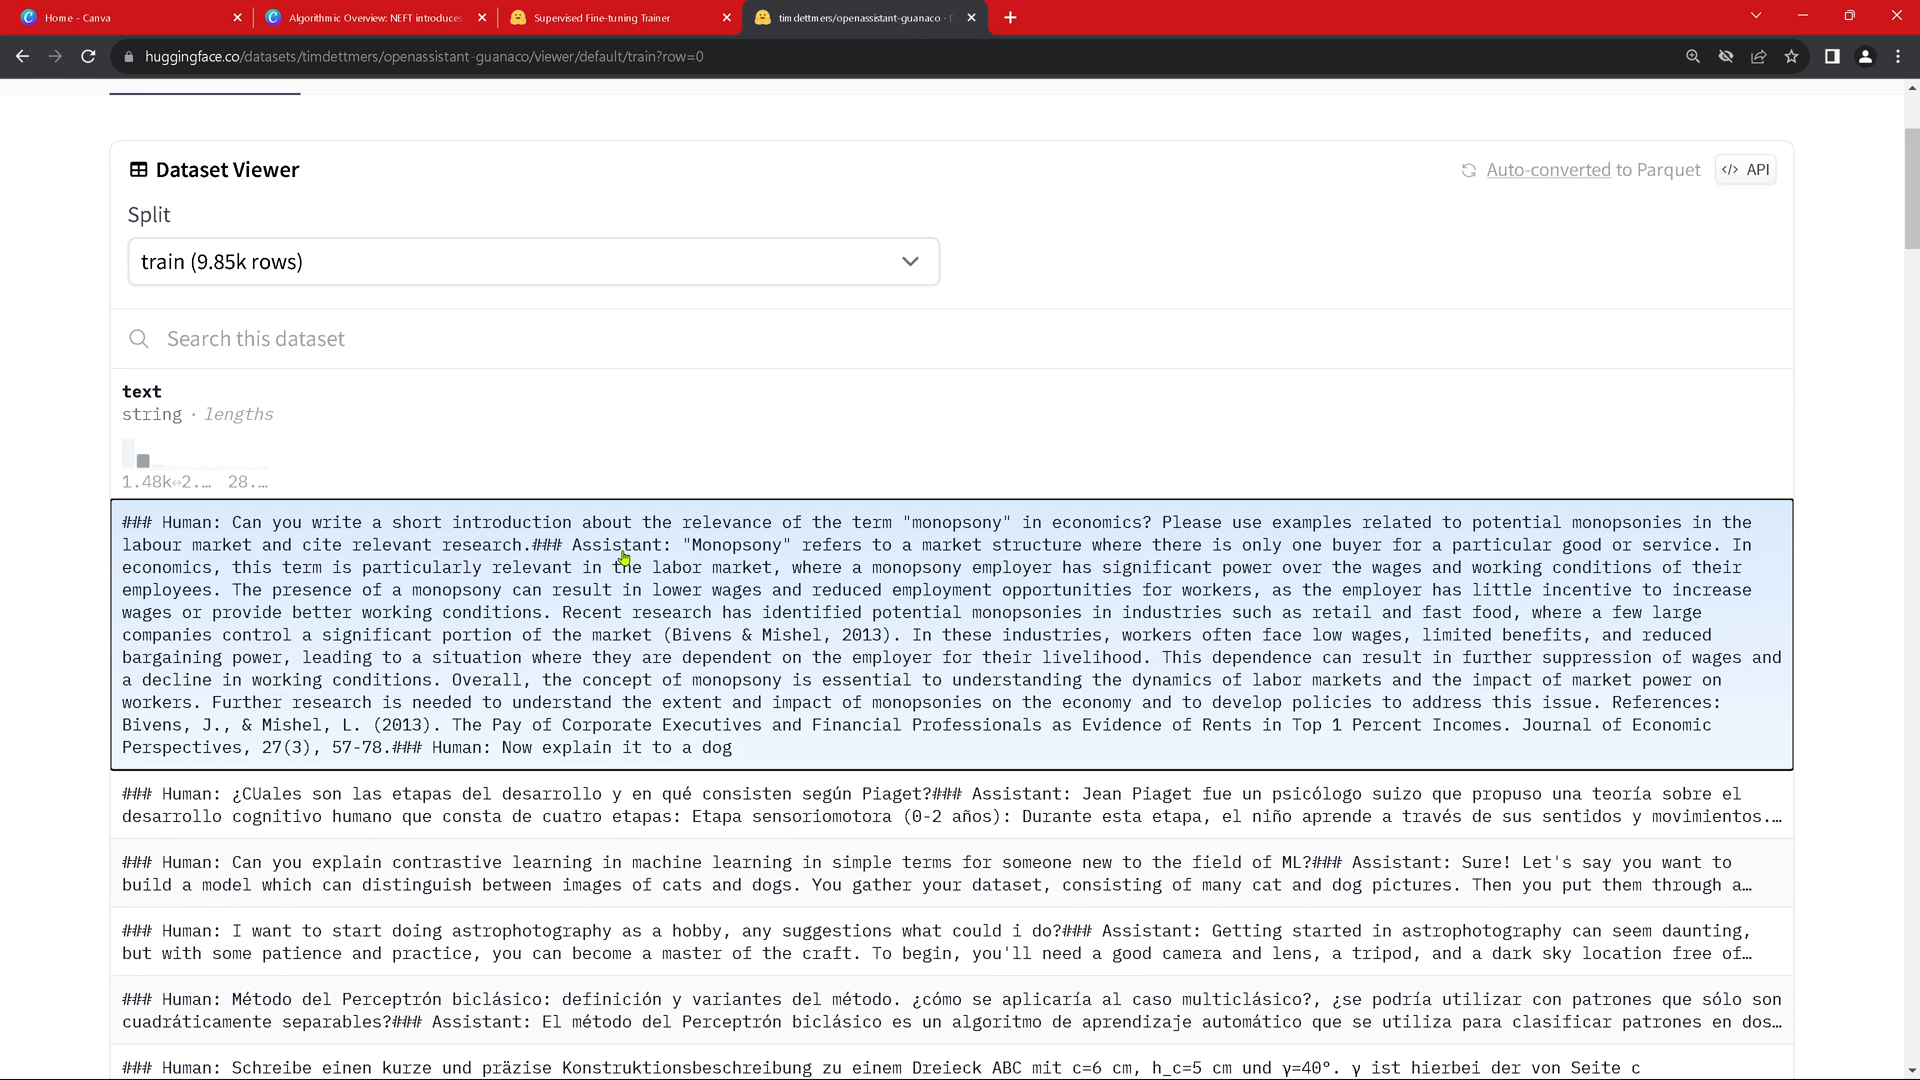 Home - Canva
Algorithmic Overview: NEFT introduces
Supervised Fine-tuning Trainer
timdettmers/openassistant-guanaco · D
huggingface.co/datasets/timdettmers/openassistant-guanaco/viewer/default/train?row=0
Dataset Viewer
Auto-converted to Parquet
</> API
Split
train (9.85k rows)
Search this dataset
text
string · lengths
1.48k↔2.… 28.…
### Human: Can you write a short introduction about the relevance of the term "monopsony" in economics? Please use examples related to potential monopsonies in the
labour market and cite relevant research.### Assistant: "Monopsony" refers to a market structure where there is only one buyer for a particular good or service. In
economics, this term is particularly relevant in the labor market, where a monopsony employer has significant power over the wages and working conditions of their
employees. The presence of a monopsony can result in lower wages and reduced employment opportunities for workers, as the employer has little incentive to increase
wages or provide better working conditions. Recent research has identified potential monopsonies in industries such as retail and fast food, where a few large
companies control a significant portion of the market (Bivens & Mishel, 2013). In these industries, workers often face low wages, limited benefits, and reduced
bargaining power, leading to a situation where they are dependent on the employer for their livelihood. This dependence can result in further suppression of wages and
a decline in working conditions. Overall, the concept of monopsony is essential to understanding the dynamics of labor markets and the impact of market power on
workers. Further research is needed to understand the extent and impact of monopsonies on the economy and to develop policies to address this issue. References:
Bivens, J., & Mishel, L. (2013). The Pay of Corporate Executives and Financial Professionals as Evidence of Rents in Top 1 Percent Incomes. Journal of Economic
Perspectives, 27(3), 57-78.### Human: Now explain it to a dog
### Human: ¿CUales son las etapas del desarrollo y en qué consisten según Piaget?### Assistant: Jean Piaget fue un psicólogo suizo que propuso una teoría sobre el
desarrollo cognitivo humano que consta de cuatro etapas: Etapa sensoriomotora (0-2 años): Durante esta etapa, el niño aprende a través de sus sentidos y movimientos.…
### Human: Can you explain contrastive learning in machine learning in simple terms for someone new to the field of ML?### Assistant: Sure! Let's say you want to
build a model which can distinguish between images of cats and dogs. You gather your dataset, consisting of many cat and dog pictures. Then you put them through a…
### Human: I want to start doing astrophotography as a hobby, any suggestions what could i do?### Assistant: Getting started in astrophotography can seem daunting,
but with some patience and practice, you can become a master of the craft. To begin, you'll need a good camera and lens, a tripod, and a dark sky location free of…
### Human: Método del Perceptrón biclásico: definición y variantes del método. ¿cómo se aplicaría al caso multiclásico?, ¿se podría utilizar con patrones que sólo son
cuadráticamente separables?### Assistant: El método del Perceptrón biclásico es un algoritmo de aprendizaje automático que se utiliza para clasificar patrones en dos…
### Human: Schreibe einen kurze und präzise Konstruktionsbeschreibung zu einem Dreieck ABC mit c=6 cm, h_c=5 cm und γ=40°. γ ist hierbei der von Seite c